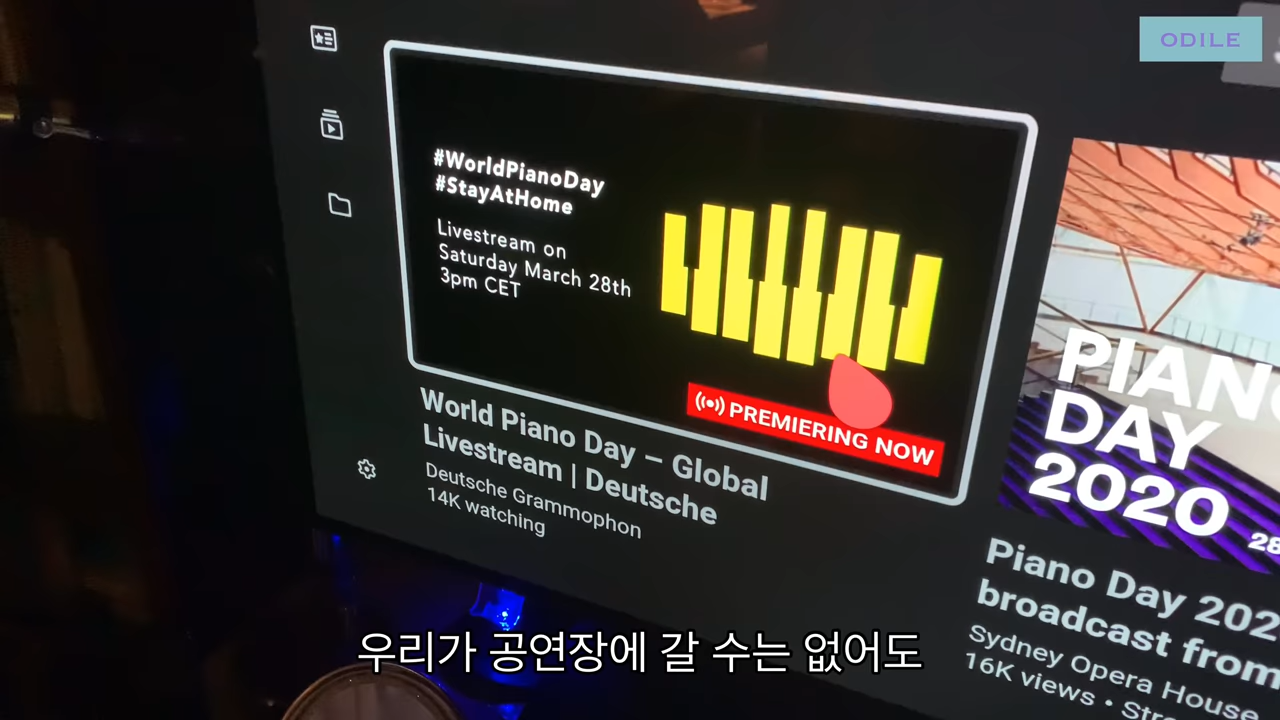 ODILE
#WorldPianoDay
#StayAtHome
Livestream on
Saturday March 28th
3pm CET
PREMIERING NOW
World Piano Day – Global
Livestream | Deutsche
Deutsche Grammophon
14K watching
PIANO
DAY
2020
28
Piano Day 202
broadcast from
Sydney Opera House
16K views • Stre
우리가 공연장에 갈 수는 없어도